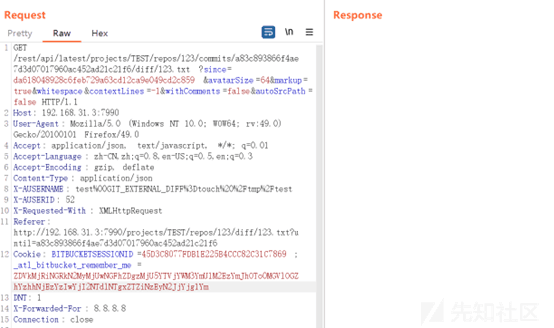 Request
Response
Pretty Raw Hex
\n
1 GET
/rest/api/latest/projects/TEST/repos/123/commits/a83c893866f4ae
7d3d07017960ac452ad21c21f6/diff/123.txt ?since=
da618048928c6feb729a63cd12ca9e049cd2c859 &avatarSize=64&markup=
true&whitespace&contextLines=-1&withComments=false&autoSrcPath=
false HTTP/1.1
2 Host: 192.168.31.3:7990
3 User-Agent: Mozilla/5.0 (Windows NT 10.0; WOW64; rv:49.0)
Gecko/20100101 Firefox/49.0
4 Accept: application/json, text/javascript, */*; q=0.01
5 Accept-Language: zh-CN,zh;q=0.8,en-US;q=0.5,en;q=0.3
6 Accept-Encoding: gzip, deflate
7 Content-Type: application/json
8 X-AUSERNAME: test%00GIT_EXTERNAL_DIFF%3Dtouch%20%2Ftmp%2Ftest
9 X-AUSERID: 52
10 X-Requested-With: XMLHttpRequest
11 Referer:
http://192.168.31.3:7990/projects/TEST/repos/123/diff/123.txt?u
ntil=a83c893866f4ae7d3d07017960ac452ad21c21f6
12 Cookie: BITBUCKETSESSIONID=45D3C8077FDB1E225B4CCC82C31C7869 ;
_atl_bitbucket_remember_me =
13 DNT: 1
14 X-Forwarded-For: 8.8.8.8
15 Connection: close
先知社区